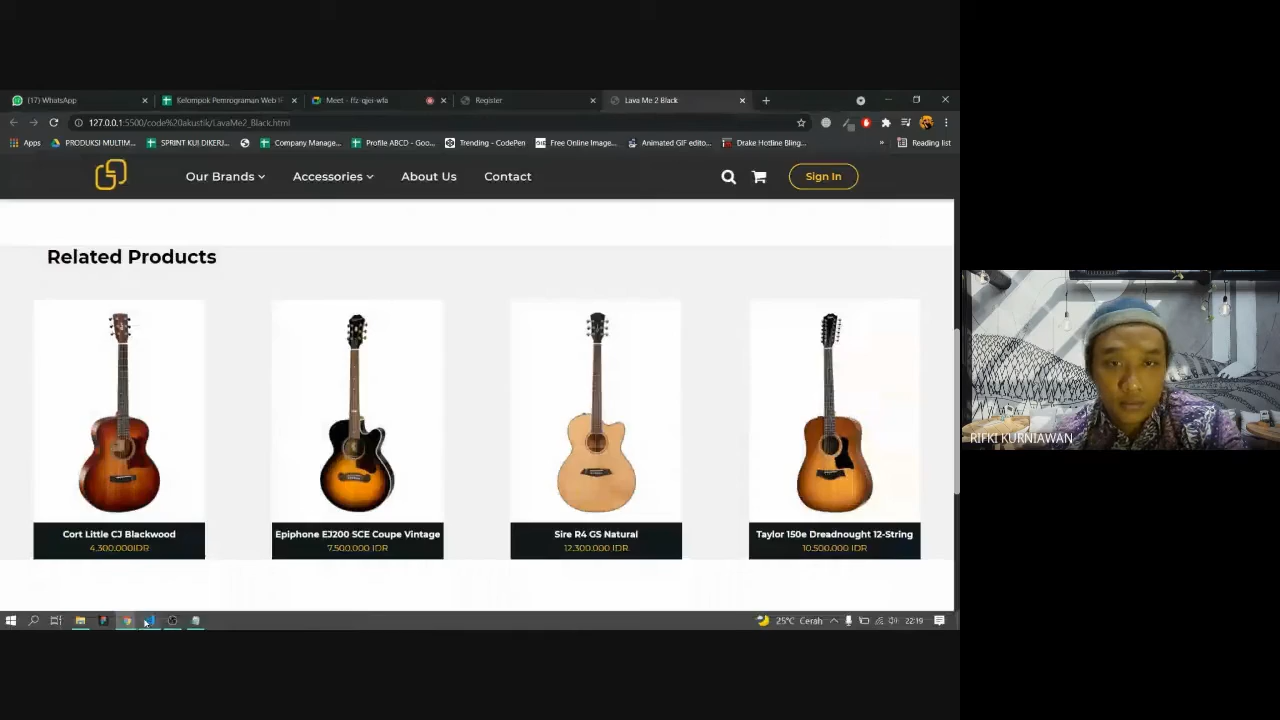 (17) WhatsApp
Kelompok Pemrograman Web 1
Meet - ffz-qjei-wfa
Register
Lava Me 2 Black
127.0.0.1:5500/code%20akustik/LavaMe2_Black.html
Apps
PRODUKSI MULTIM...
SPRINT KUI DIKERJ...
Company Manage...
Profile ABCD - Goo...
Trending - CodePen
Free Online Image...
Animated GIF edito...
Drake Hotline Bling...
»
Reading list
Our Brands
Accessories
About Us
Contact
Sign In
Related Products
Cort Little CJ Blackwood
4.300.000IDR
Epiphone EJ200 SCE Coupe Vintage
7.500.000 IDR
Sire R4 GS Natural
12.300.000 IDR
Taylor 150e Dreadnought 12-String
10.500.000 IDR
RIFKI KURNIAWAN
25°C Cerah
22:19